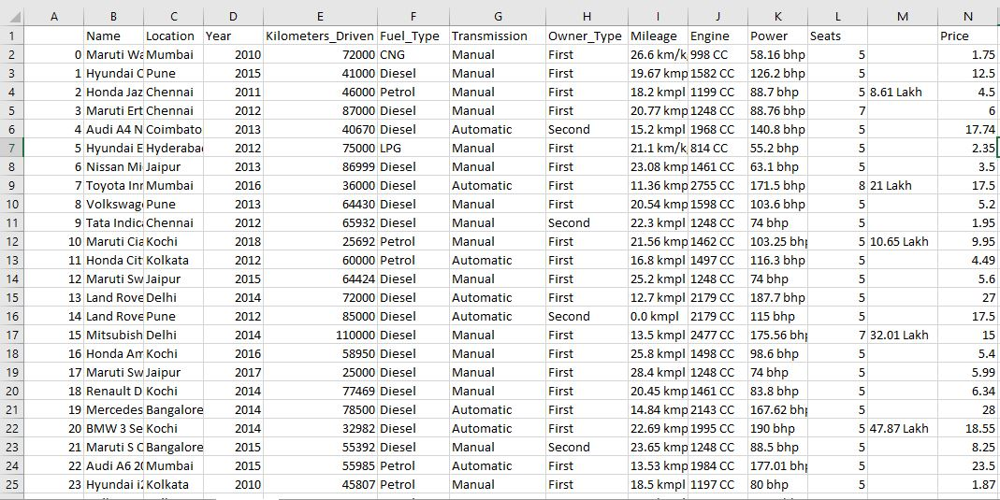 A B C D E F G H I J K L M N
1 Name Location Year Kilometers_Driven Fuel_Type Transmission Owner_Type Mileage Engine Power Seats Price
2 0 Maruti Wa Mumbai 2010 72000 CNG Manual First 26.6 km/k 998 CC 58.16 bhp 5 1.75
3 1 Hyundai C Pune 2015 41000 Diesel Manual First 19.67 kmp 1582 CC 126.2 bhp 5 12.5
4 2 Honda Jaz Chennai 2011 46000 Petrol Manual First 18.2 kmpl 1199 CC 88.7 bhp 5 8.61 Lakh 4.5
5 3 Maruti Ert Chennai 2012 87000 Diesel Manual First 20.77 kmp 1248 CC 88.76 bhp 7 6
6 4 Audi A4 N Coimbato 2013 40670 Diesel Automatic Second 15.2 kmpl 1968 CC 140.8 bhp 5 17.74
7 5 Hyundai E Hyderaba 2012 75000 LPG Manual First 21.1 km/k 814 CC 55.2 bhp 5 2.35
8 6 Nissan Mi Jaipur 2013 86999 Diesel Manual First 23.08 kmp 1461 CC 63.1 bhp 5 3.5
9 7 Toyota Inn Mumbai 2016 36000 Diesel Automatic First 11.36 kmp 2755 CC 171.5 bhp 8 21 Lakh 17.5
10 8 Volkswag Pune 2013 64430 Diesel Manual First 20.54 kmp 1598 CC 103.6 bhp 5 5.2
11 9 Tata Indica Chennai 2012 65932 Diesel Manual Second 22.3 kmpl 1248 CC 74 bhp 5 1.95
12 10 Maruti Cia Kochi 2018 25692 Petrol Manual First 21.56 kmp 1462 CC 103.25 bhp 5 10.65 Lakh 9.95
13 11 Honda Cit Kolkata 2012 60000 Petrol Automatic First 16.8 kmpl 1497 CC 116.3 bhp 5 4.49
14 12 Maruti Sw Jaipur 2015 64424 Diesel Manual First 25.2 kmpl 1248 CC 74 bhp 5 5.6
15 13 Land Rove Delhi 2014 72000 Diesel Automatic First 12.7 kmpl 2179 CC 187.7 bhp 5 27
16 14 Land Rove Pune 2012 85000 Diesel Automatic Second 0.0 kmpl 2179 CC 115 bhp 5 17.5
17 15 Mitsubish Delhi 2014 110000 Diesel Manual First 13.5 kmpl 2477 CC 175.56 bhp 7 32.01 Lakh 15
18 16 Honda Am Kochi 2016 58950 Diesel Manual First 25.8 kmpl 1498 CC 98.6 bhp 5 5.4
19 17 Maruti Sw Jaipur 2017 25000 Diesel Manual First 28.4 kmpl 1248 CC 74 bhp 5 5.99
20 18 Renault D Kochi 2014 77469 Diesel Manual First 20.45 kmp 1461 CC 83.8 bhp 5 6.34
21 19 Mercedes Bangalore 2014 78500 Diesel Automatic First 14.84 kmp 2143 CC 167.62 bhp 5 28
22 20 BMW 3 Se Kochi 2014 32982 Diesel Automatic First 22.69 kmp 1995 CC 190 bhp 5 47.87 Lakh 18.55
23 21 Maruti S C Bangalore 2015 55392 Diesel Manual Second 23.65 kmp 1248 CC 88.5 bhp 5 8.25
24 22 Audi A6 20 Mumbai 2015 55985 Petrol Automatic First 13.53 kmp 1984 CC 177.01 bhp 5 23.5
25 23 Hyundai i2 Kolkata 2010 45807 Petrol Manual First 18.5 kmpl 1197 CC 80 bhp 5 1.87